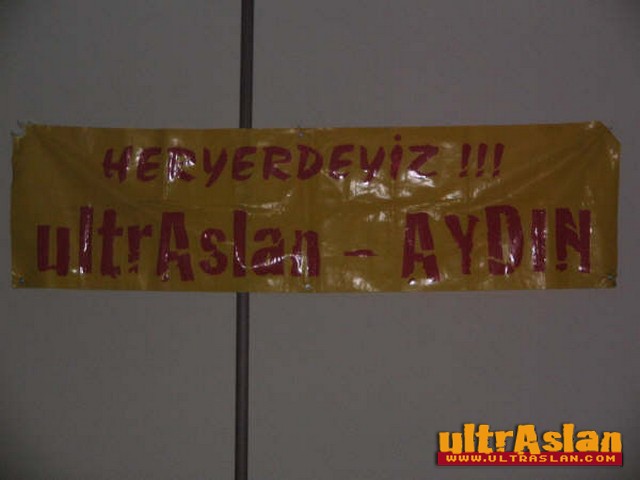 HERYERDEYİZ !!!
ultrAslan – AYDIN
ultrAslan
WWW.ULTRASLAN.COM